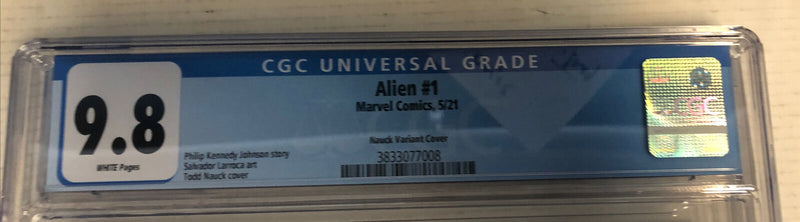 CGC UNIVERSAL GRADE
9.8
WHITE Pages
Alien #1
Marvel Comics, 5/21
Nauck Variant Cover
Philip Kennedy Johnson story
Salvador Larroca art
Todd Nauck cover
3833077008
CGC